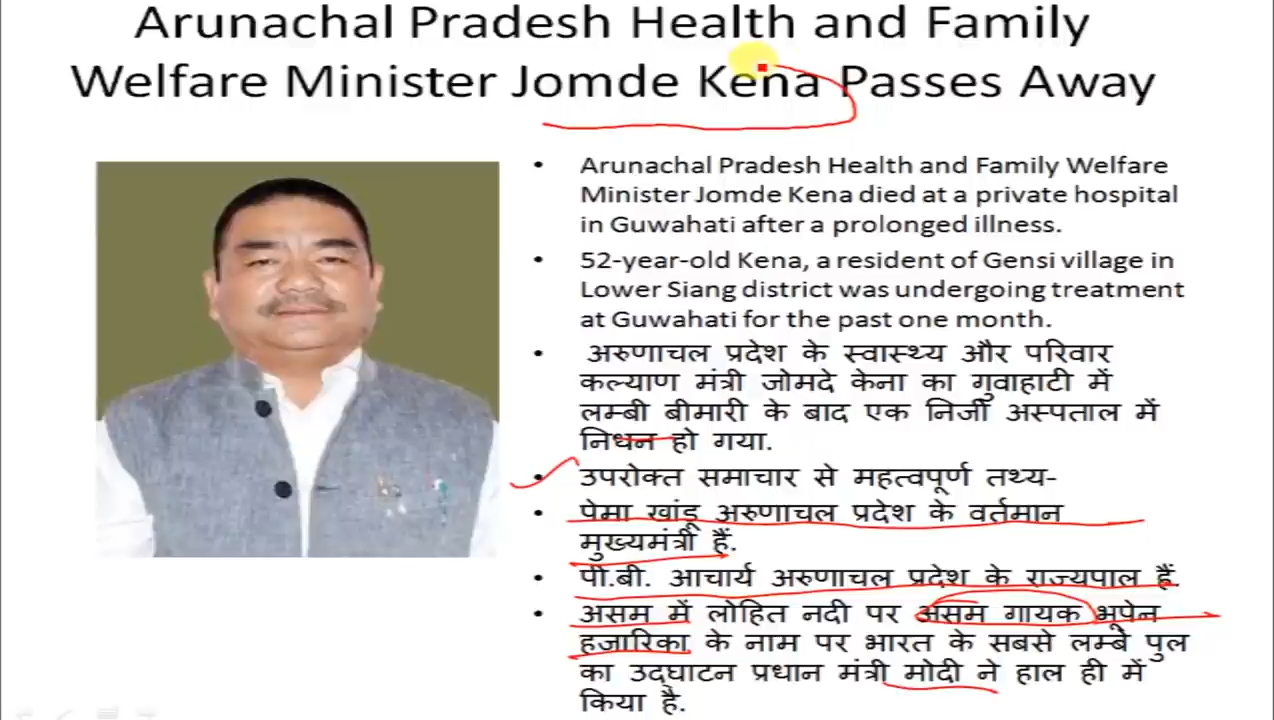 Arunachal Pradesh Health and Family
Welfare Minister Jomde Kena Passes Away
• Arunachal Pradesh Health and Family Welfare
Minister Jomde Kena died at a private hospital
in Guwahati after a prolonged illness.
• 52-year-old Kena, a resident of Gensi village in
Lower Siang district was undergoing treatment
at Guwahati for the past one month.
• अरुणाचल प्रदेश के स्वास्थ्य और परिवार
कल्याण मंत्री जोमदे केना का गुवाहाटी में
लम्बी बीमारी के बाद एक निजी अस्पताल में
निधन हो गया.
• उपरोक्त समाचार से महत्वपूर्ण तथ्य-
• पेमा खांडू अरुणाचल प्रदेश के वर्तमान
मुख्यमंत्री हैं.
• पी.बी. आचार्य अरुणाचल प्रदेश के राज्यपाल हैं
• असम में लोहित नदी पर असम गायक भूपेन
हजारिका के नाम पर भारत के सबसे लम्बे पुल
का उद्घाटन प्रधान मंत्री मोदी ने हाल ही में
किया है.